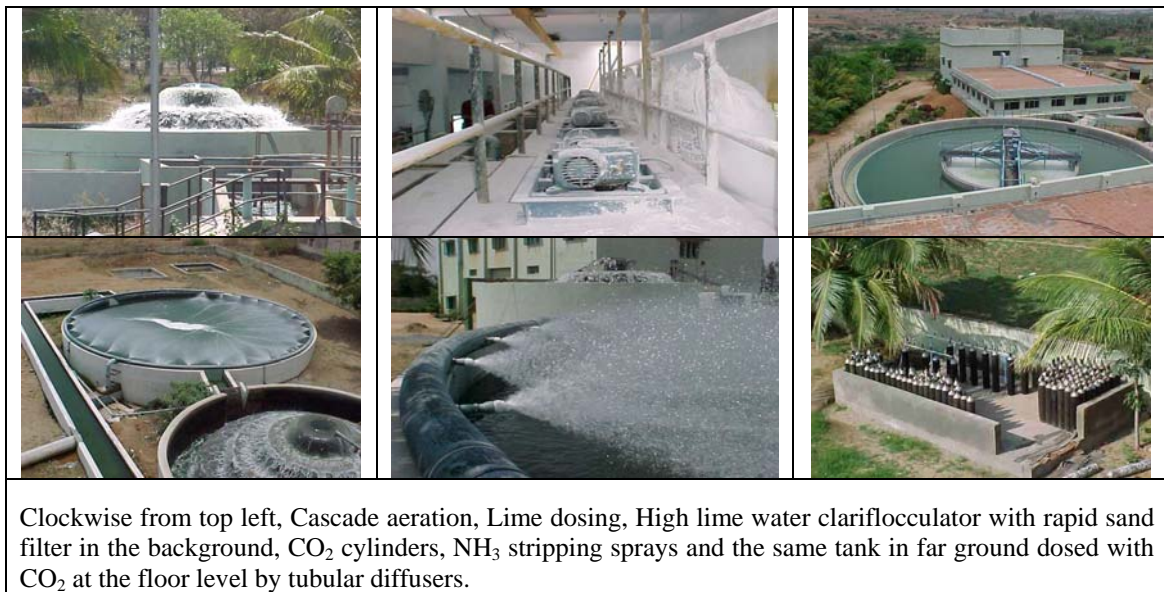 Clockwise from top left, Cascade aeration, Lime dosing, High lime water clariflocculator with rapid sand
filter in the background, CO₂ cylinders, NH₃ stripping sprays and the same tank in far ground dosed with
CO₂ at the floor level by tubular diffusers.